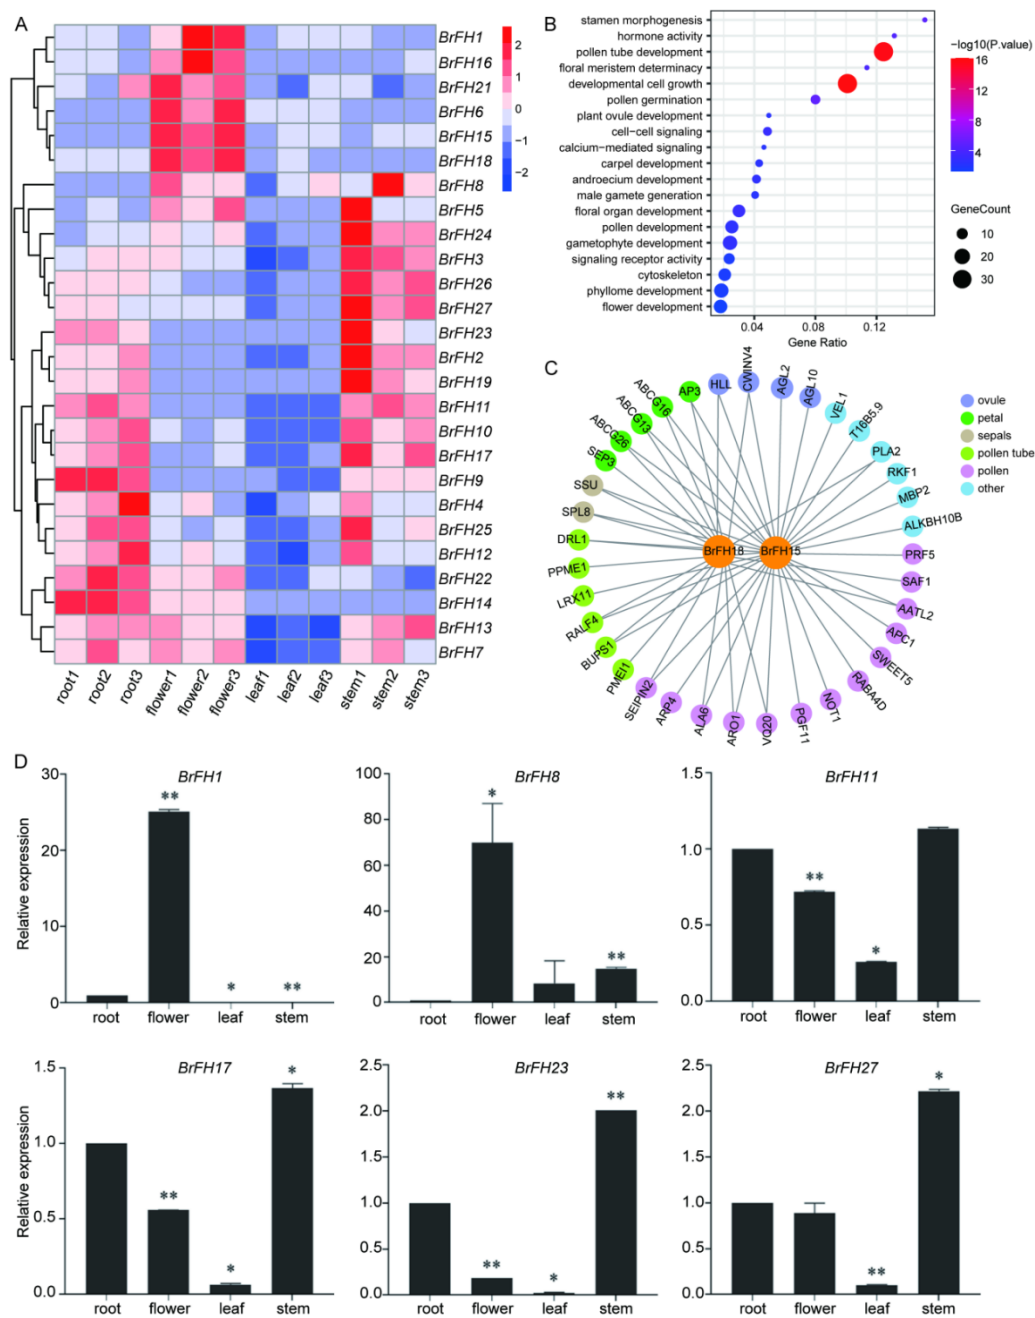 A
BrFH1
BrFH16
BrFH21
BrFH6
BrFH15
BrFH18
BrFH8
BrFH5
BrFH24
BrFH3
BrFH26
BrFH27
BrFH23
BrFH2
BrFH19
BrFH11
BrFH10
BrFH17
BrFH9
BrFH4
BrFH25
BrFH12
BrFH22
BrFH14
BrFH13
BrFH7
root1
root2
root3
flower1
flower2
flower3
leaf1
leaf2
leaf3
stem1
stem2
stem3
2
1
0
−1
−2
B
stamen morphogenesis
hormone activity
pollen tube development
floral meristem determinacy
developmental cell growth
pollen germination
plant ovule development
cell−cell signaling
calcium−mediated signaling
carpel development
androecium development
male gamete generation
floral organ development
pollen development
gametophyte development
signaling receptor activity
cytoskeleton
phyllome development
flower development
0.04
0.08
0.12
Gene Ratio
−log10(P.value)
16
12
8
4
GeneCount
10
20
30
C
HLL
CWINV4
AGL2
AGL10
VEL1
T16B5.9
PLA2
RKF1
MBP2
ALKBH10B
PRF5
SAF1
AATL2
APC1
SWEET5
RABA4D
NOT1
PGF11
VQ20
ARO1
ALA6
ARP4
SEIPIN2
PMEI1
BUPS1
RALF4
LRX11
PPME1
DRL1
SPL8
SSU
SEP3
ABCG26
ABCG13
ABCG16
AP3
BrFH18
BrFH15
ovule
petal
sepals
pollen tube
pollen
other
D
BrFH1
Relative expression
30
20
10
0
**
*
**
root
flower
leaf
stem
BrFH8
100
80
60
40
20
0
*
**
root
flower
leaf
stem
BrFH11
1.0
0.5
0.0
**
*
root
flower
leaf
stem
BrFH17
Relative expression
1.5
1.0
0.5
0.0
**
*
*
root
flower
leaf
stem
BrFH23
2.5
2.0
1.0
0.5
0.0
**
*
**
root
flower
leaf
stem
BrFH27
2.5
2.0
1.0
0.5
0.0
**
*
root
flower
leaf
stem